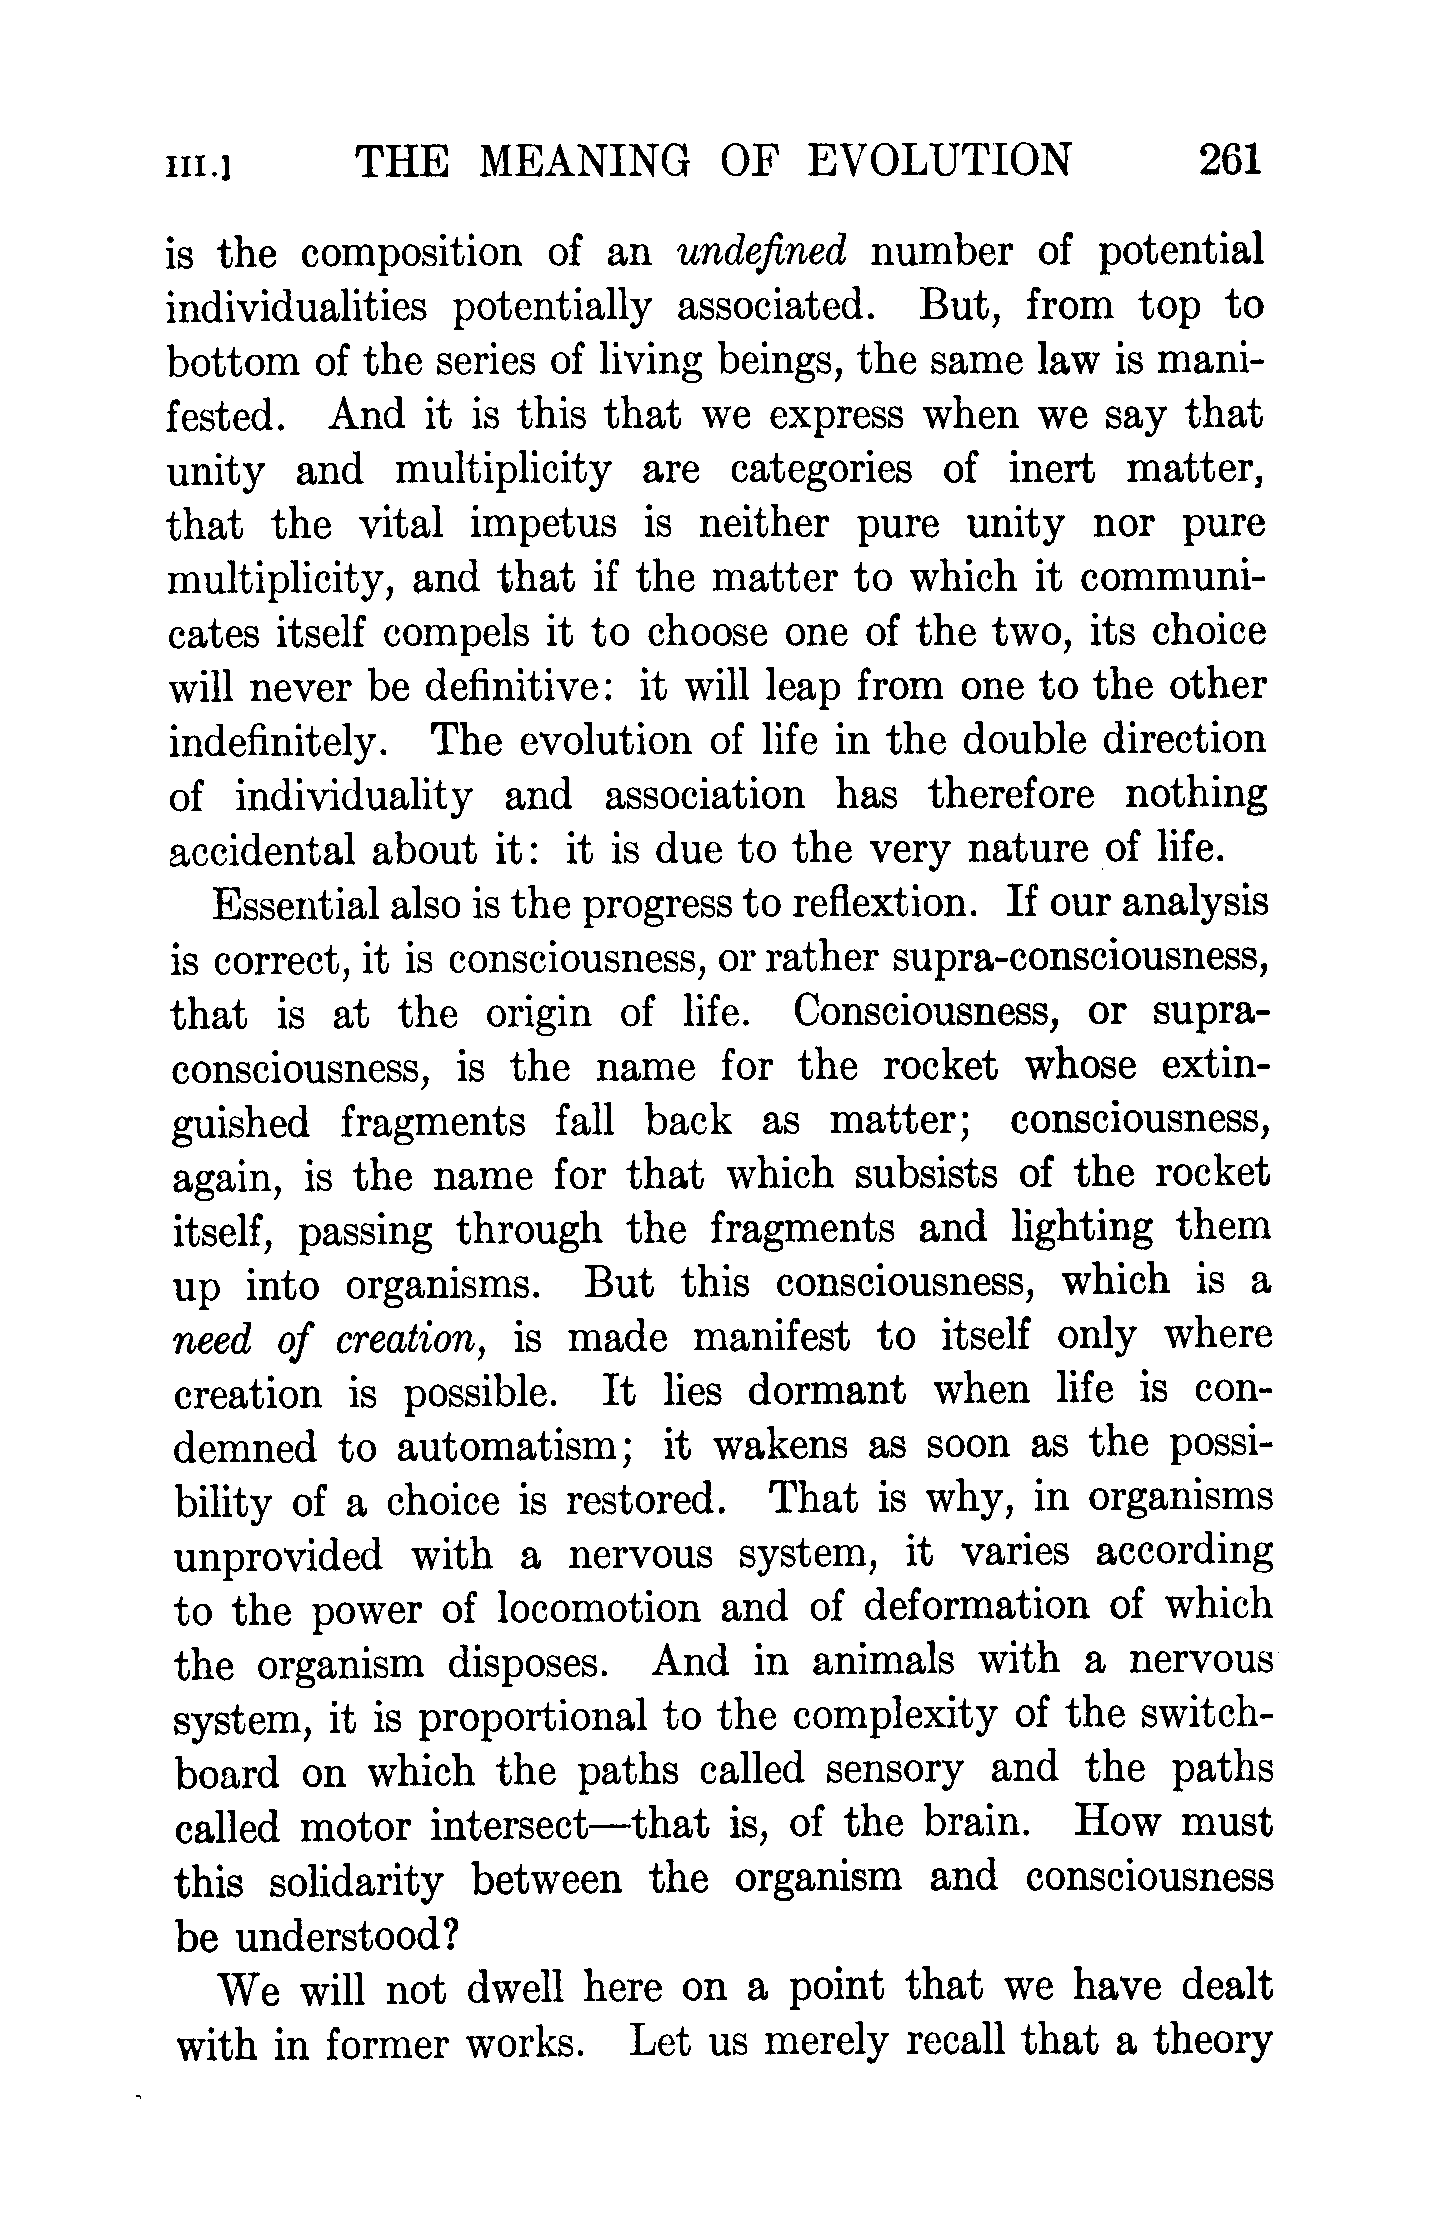 III.] THE MEANING OF EVOLUTION 261
is the composition of an undefined number of potential
individualities potentially associated. But, from top to
bottom of the series of living beings, the same law is mani-
fested. And it is this that we express when we say that
unity and multiplicity are categories of inert matter,
that the vital impetus is neither pure unity nor pure
multiplicity, and that if the matter to which it communi-
cates itself compels it to choose one of the two, its choice
will never be definitive: it will leap from one to the other
indefinitely. The evolution of life in the double direction
of individuality and association has therefore nothing
accidental about it: it is due to the very nature of life.
Essential also is the progress to reflextion. If our analysis
is correct, it is consciousness, or rather supra-consciousness,
that is at the origin of life. Consciousness, or supra-
consciousness, is the name for the rocket whose extin-
guished fragments fall back as matter; consciousness,
again, is the name for that which subsists of the rocket
itself, passing through the fragments and lighting them
up into organisms. But this consciousness, which is a
need of creation, is made manifest to itself only where
creation is possible. It lies dormant when life is con-
demned to automatism; it wakens as soon as the possi-
bility of a choice is restored. That is why, in organisms
unprovided with a nervous system, it varies according
to the power of locomotion and of deformation of which
the organism disposes. And in animals with a nervous
system, it is proportional to the complexity of the switch-
board on which the paths called sensory and the paths
called motor intersect—that is, of the brain. How must
this solidarity between the organism and consciousness
be understood?
We will not dwell here on a point that we have dealt
with in former works. Let us merely recall that a theory